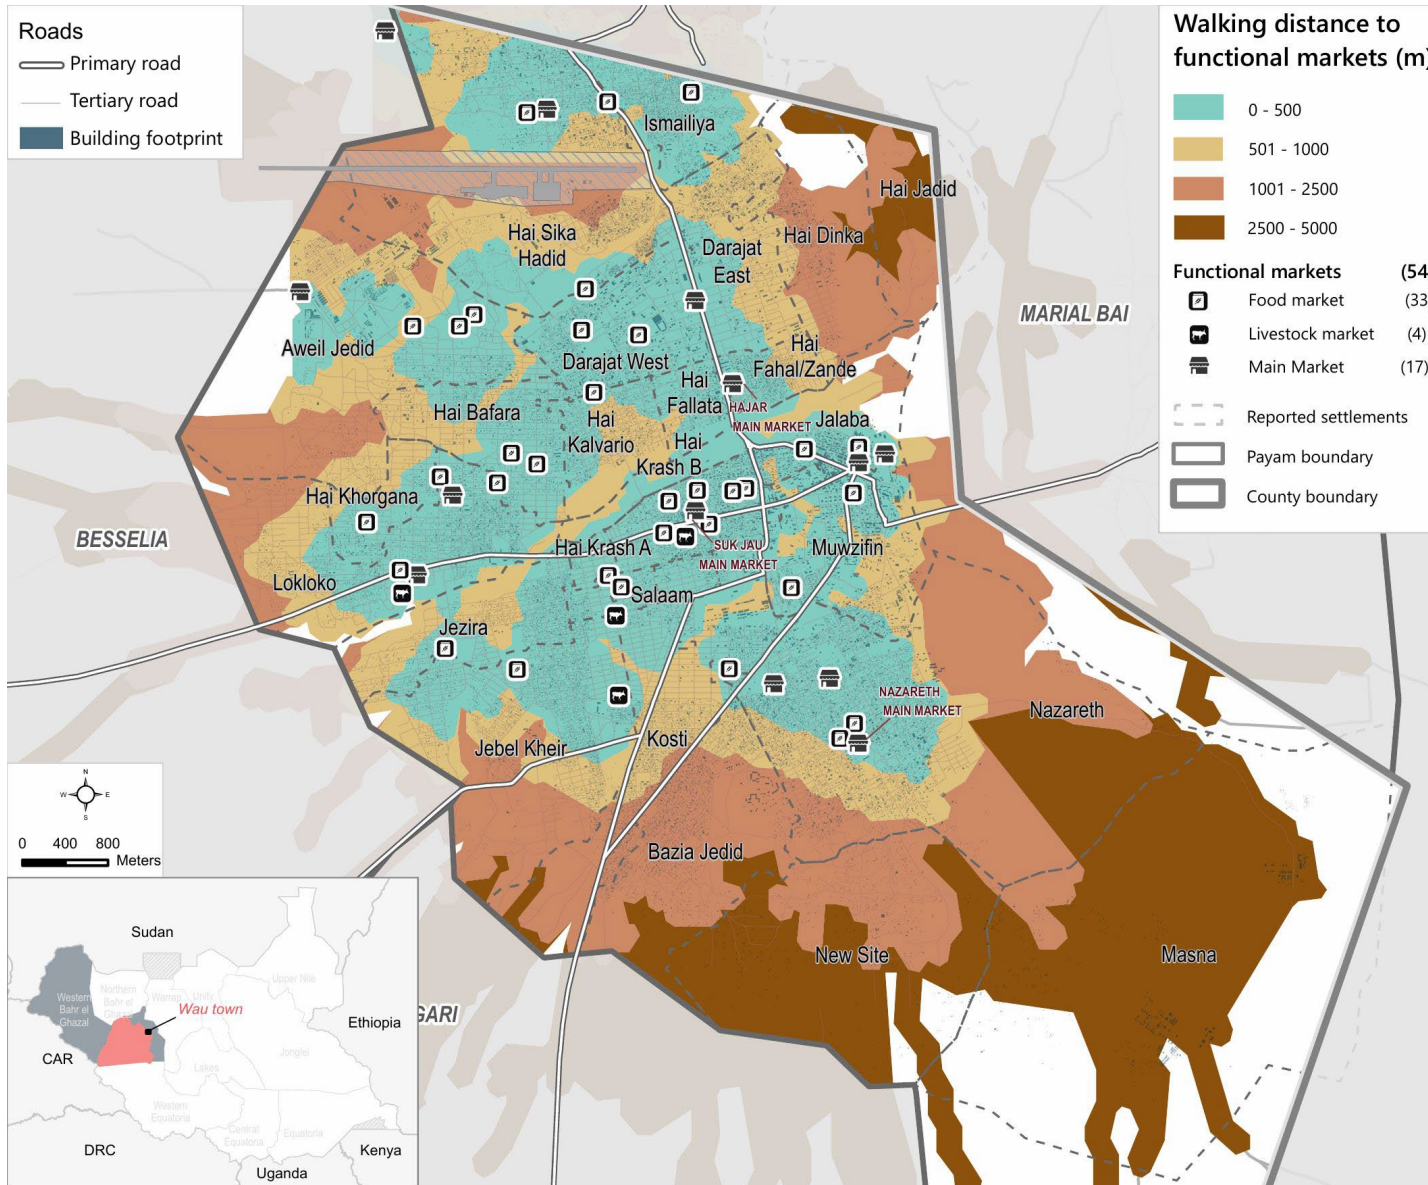 Roads
Primary road
Tertiary road
Building footprint
Walking distance to
functional markets (m)
0 - 500
501 - 1000
1001 - 2500
2500 - 5000
Functional markets (54
Food market (33
Livestock market (4)
Main Market (17)
Reported settlements
Payam boundary
County boundary
Ismailiya
Hai Jadid
Hai Sika
Hadid
Darajat
East
Hai Dinka
MARIAL BAI
Aweil Jedid
Darajat West
Hai
Fahal/Zande
Hai
Fallata
HAJAR
MAIN MARKET
Hai Bafara
Hai
Kalvario
Jalaba
Hai
Krash B
Hai Khorgana
BESSELIA
Hai Krash A
SUK JAU
MAIN MARKET
Muwzifin
Lokloko
Salaam
Jezira
NAZARETH
MAIN MARKET
Nazareth
Jebel Kheir
Kosti
Bazia Jedid
New Site
Masna
GARI
N
W E
S
0 400 800
Meters
Sudan
Upper Nile
Northern
Bahr el
Ghazal
Warrap
Unity
Western
Bahr el
Ghazal
Wau town
Ethiopia
CAR
Jonglei
Lakes
Western
Equatoria
Central
Equatoria
Equatoria
DRC
Uganda
Kenya